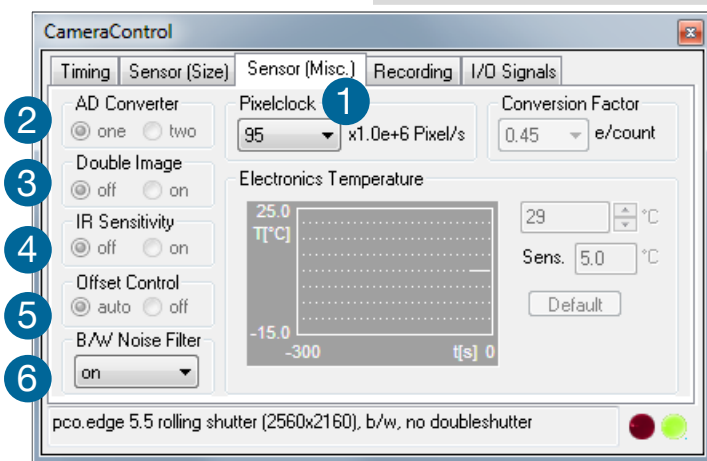 CameraControl
Timing Sensor (Size) Sensor (Misc.) Recording I/O Signals
1
2
AD Converter
one two
Pixelclock
95 x1.0e+6 Pixel/s
Conversion Factor
0.45 e/count
3
Double Image
off on
4
IR Sensitivity
off on
5
Offset Control
auto off
6
B/W Noise Filter
on
Electronics Temperature
25.0
T[°C]
-15.0
-300 t[s] 0
29 °C
Sens. 5.0 °C
Default
pco.edge 5.5 rolling shutter (2560x2160), b/w, no doubleshutter